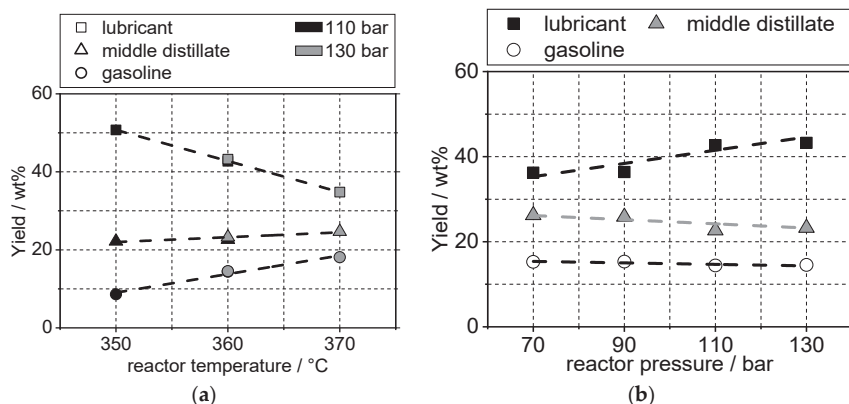 lubricant
110 bar
middle distillate
130 bar
gasoline
60
40
20
0
Yield / wt%
350
360
370
reactor temperature / °C
(a)
lubricant
middle distillate
gasoline
60
40
20
0
Yield / wt%
70
90
110
130
reactor pressure / bar
(b)